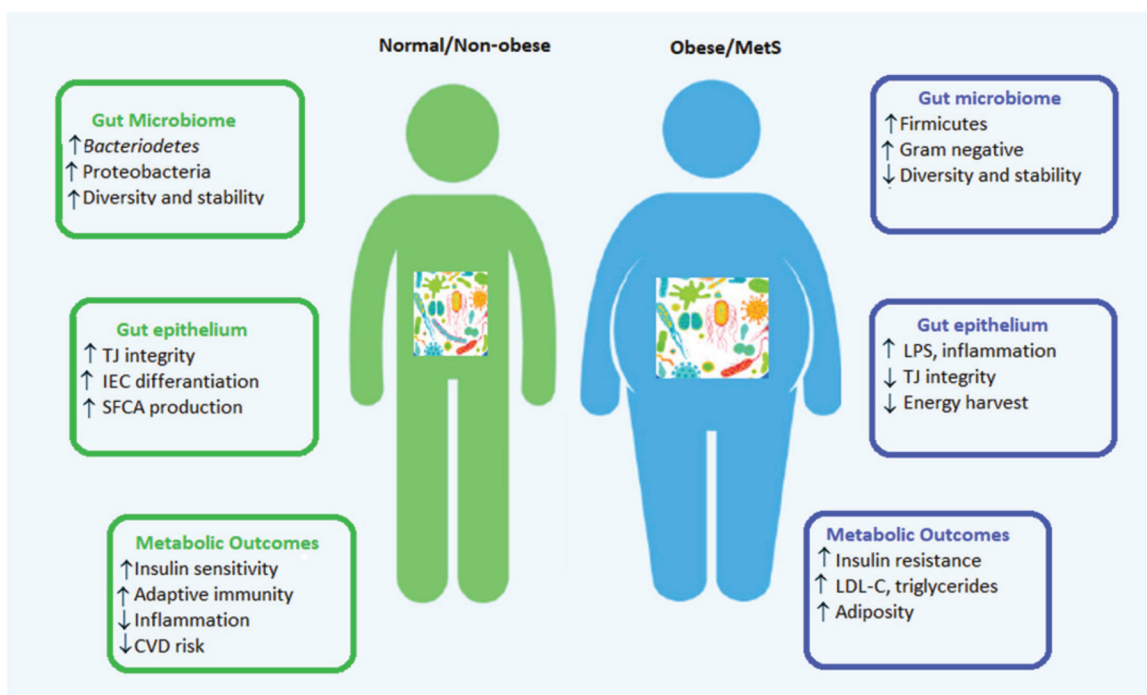 Normal/Non-obese
Obese/MetS
Gut Microbiome
↑Bacteriodetes
↑Proteobacteria
↑Diversity and stability
Gut epithelium
↑ TJ integrity
↑ IEC differantiation
↑ SFCA production
Metabolic Outcomes
↑Insulin sensitivity
↑Adaptive immunity
↓Inflammation
↓CVD risk
Gut microbiome
↑Firmicutes
↑Gram negative
↓Diversity and stability
Gut epithelium
↑ LPS, inflammation
↓ TJ integrity
↓ Energy harvest
Metabolic Outcomes
↑Insulin resistance
↑ LDL-C, triglycerides
↑Adiposity